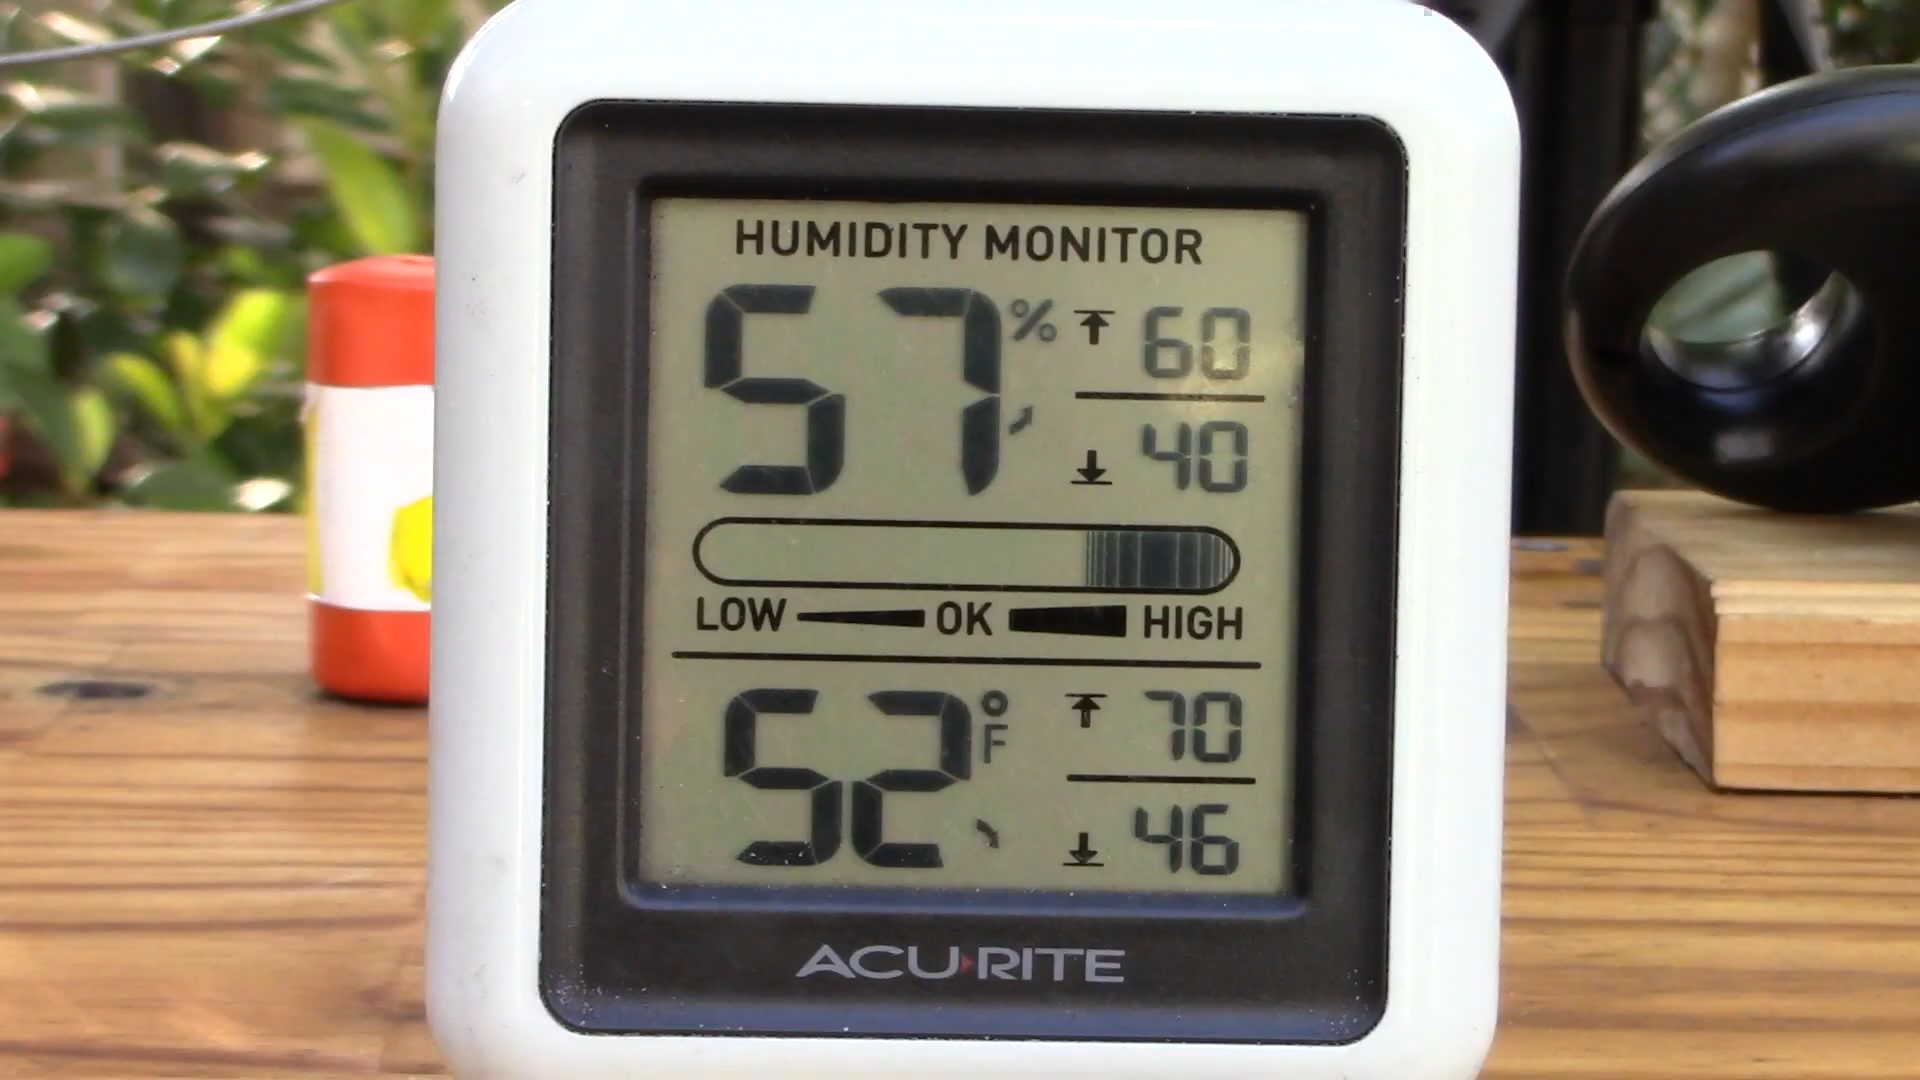 HUMIDITY MONITOR
57 % 60
40
LOW OK HIGH
52 °F 70
46
ACURITE